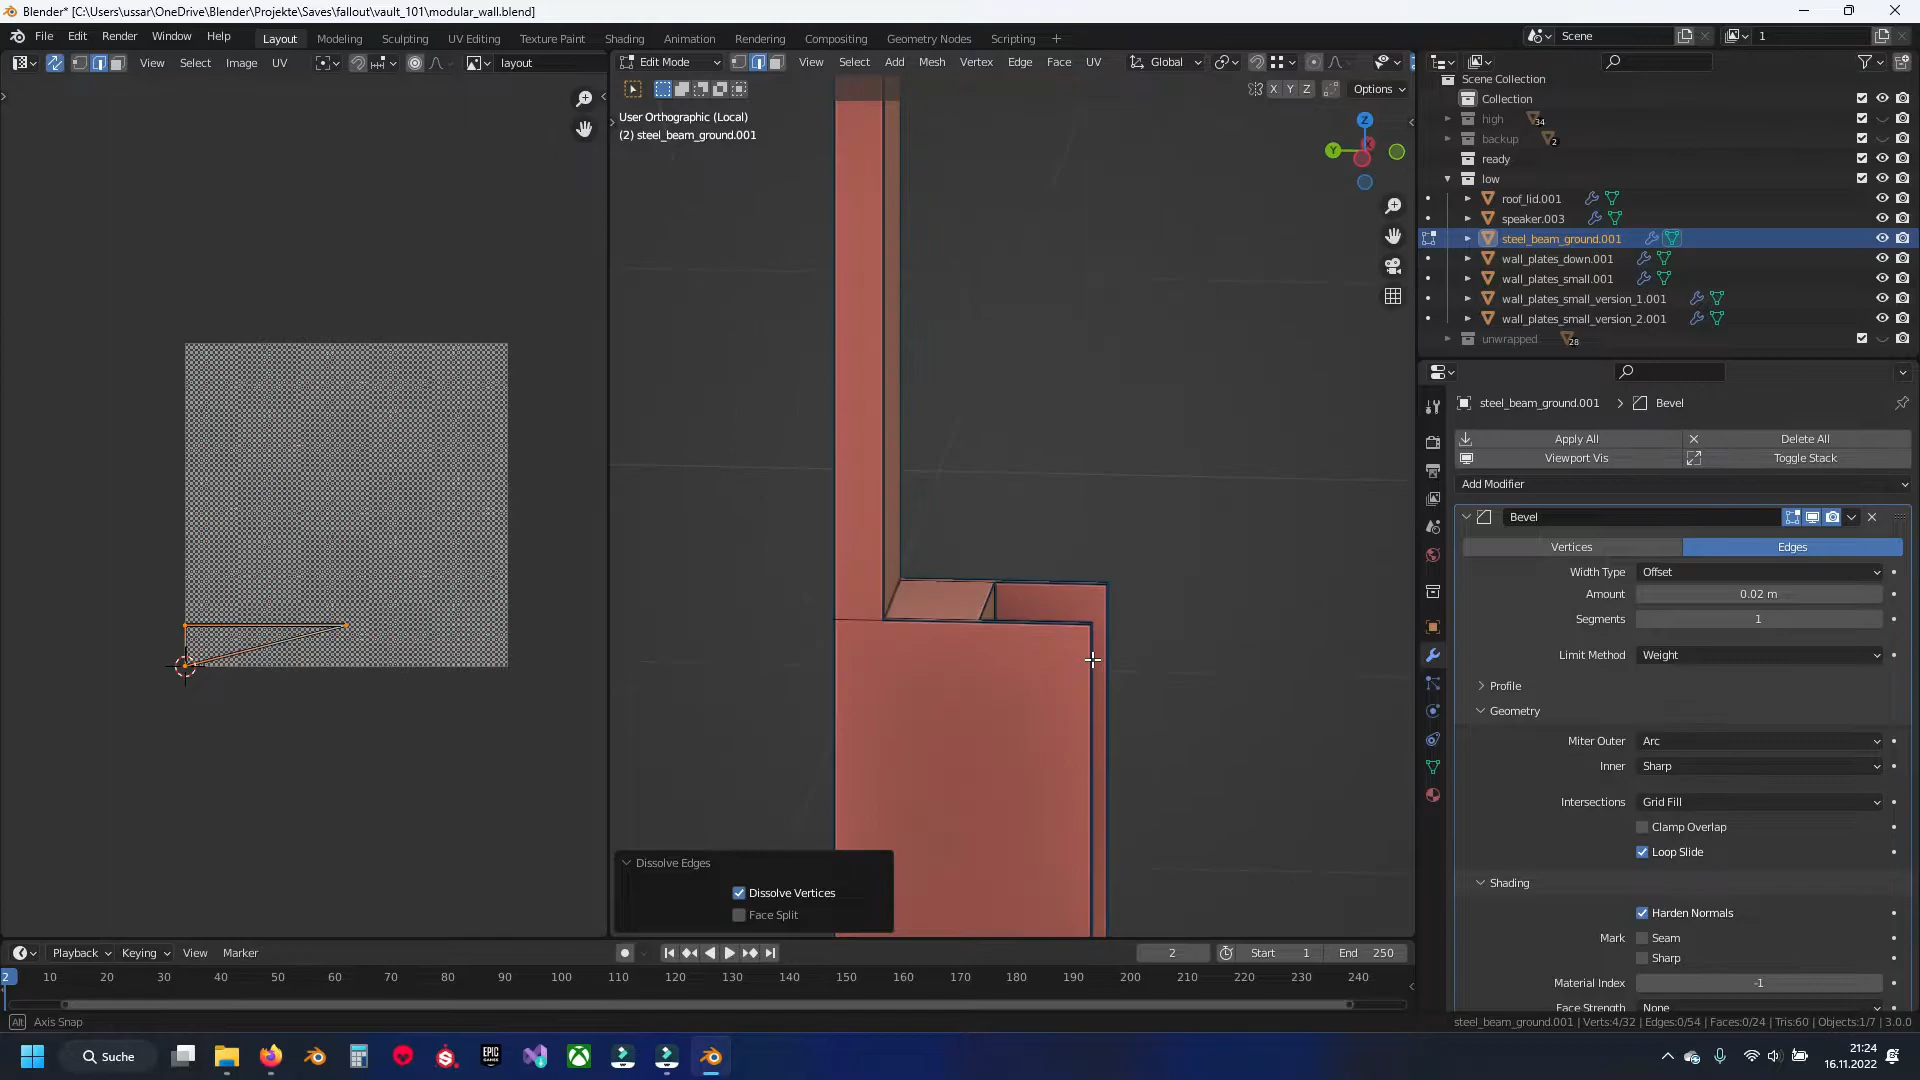 Blender* [C:\Users\ussar\OneDrive\Blender\Projekte\Saves\fallout\vault_101\modular_wall.blend]
File Edit Render Window Help
Layout Modeling Sculpting UV Editing Texture Paint Shading Animation Rendering Compositing Geometry Nodes Scripting +
Scene 1
View Select Image UV layout
Edit Mode View Select Add Mesh Vertex Edge Face UV Global
X Y Z Options
User Orthographic (Local)
(2) steel_beam_ground.001
Z
Y
Scene Collection
Collection
high 34
backup 2
ready
low
roof_lid.001
speaker.003
steel_beam_ground.001
wall_plates_down.001
wall_plates_small.001
wall_plates_small_version_1.001
wall_plates_small_version_2.001
unwrapped 28
steel_beam_ground.001 > Bevel
Apply All Delete All
Viewport Vis Toggle Stack
Add Modifier
Bevel
Vertices Edges
Width Type Offset
Amount 0.02 m
Segments 1
Limit Method Weight
Profile
Geometry
Miter Outer Arc
Inner Sharp
Intersections Grid Fill
Clamp Overlap
Loop Slide
Shading
Harden Normals
Mark Seam
Sharp
Material Index -1
Face Strength None
Dissolve Edges
Dissolve Vertices
Face Split
Playback Keying View Marker 2 Start 1 End 250
2 10 20 30 40 50 60 70 80 90 100 110 120 130 140 150 160 170 180 190 200 210 220 230 240
Alt Axis Snap
steel_beam_ground.001 | Verts:4/32 | Edges:0/54 | Faces:0/24 | Tris:60 | Objects:1/7 | 3.0.0
Suche
EPIC GAMES
21:24
16.11.2022